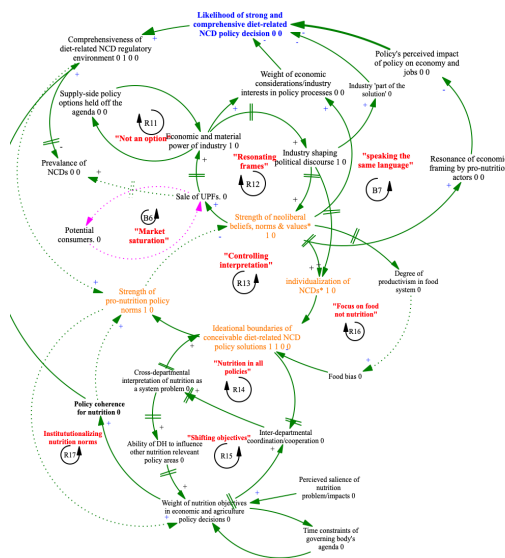 Likelihood of strong and
comprehensive diet-related
NCD policy decision 0 0
Comprehensiveness of
diet-related NCD regulatory
environment 0 1 0 0
Policy's perceived impact
of policy on economy and
jobs 0 0
Weight of economic
considerations/industry
interests in policy processes 0 0
Industry 'part of the
solution' 0
Supply-side policy
options held off the
agenda 0 0
R11
"Not an option"
Economic and material
power of industry 1 0
Industry shaping
political discourse 1 0
"Resonating
frames"
R12
"speaking the
same language"
B7
Resonance of economic
framing by pro-nutrition
actors 0 0
Prevalance of
NCDs 0 0
Sale of UPFs. 0
B6
"Market
saturation"
Potential
consumers. 0
Strength of neoliberal
beliefs, norms & values*
1 0
"Controlling
interpretation"
R13
individualization of
NCDs* 1 0
Degree of
productivism in food
system 0
Strength of
pro-nutrition policy
norms 1 0
"Focus on food
not nutrition"
R16
Ideational boundaries of
conceivable diet-related NCD
policy solutions 1 1 0 0
"Nutrition in all
policies"
R14
Food bias 0
Cross-departmental
interpretation of nutrition as
a system problem 0
Policy coherence
for nutrition 0
Institutionalizing
nutrition norms
R17
Ability of DH to influence
other nutrition releveant
policy areas 0
"Shifting objectives"
R15
Inter-departmental
coordination/cooperation 0
Perceived salience of
nutrition
problem/impacts 0
Weight of nutrition objectives
in economic and agriculture
policy decisions 0
Time constraints of
governing body's
agenda 0